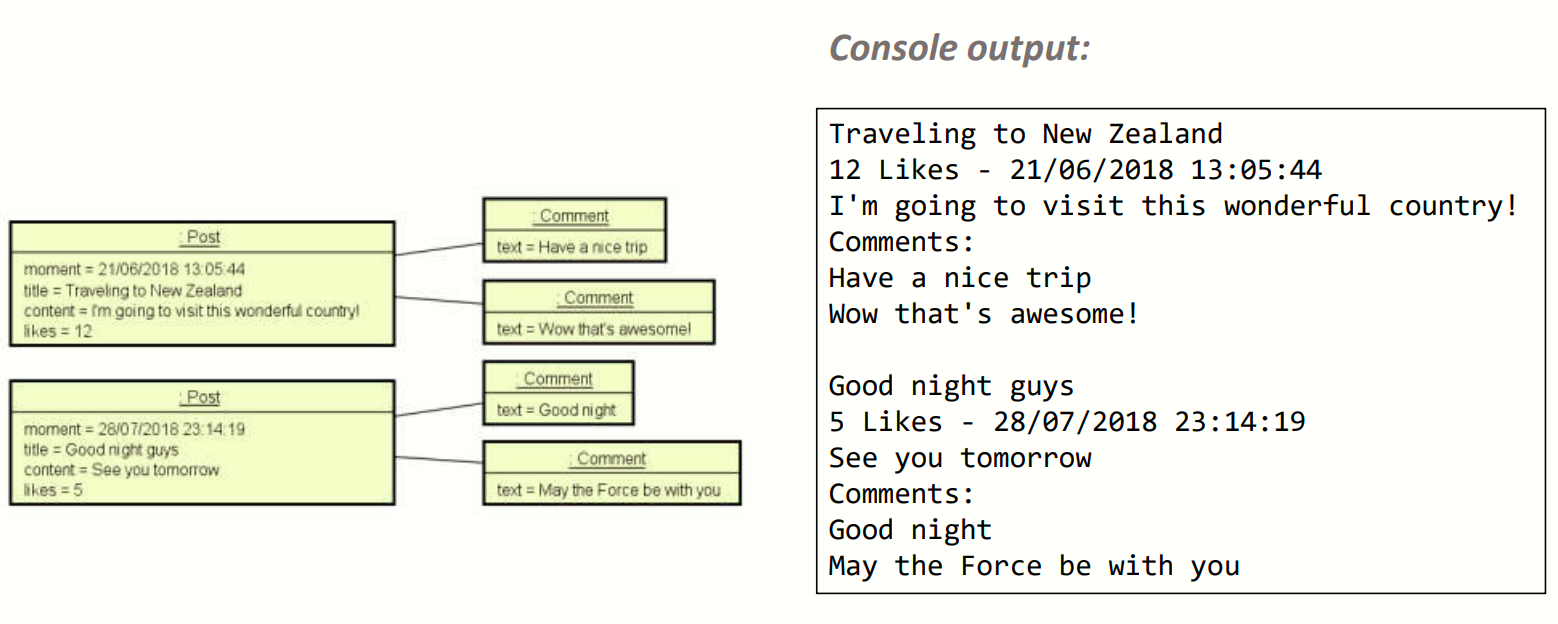 Console output:
: Post
moment = 21/06/2018 13:05:44
title = Traveling to New Zealand
content = I'm going to visit this wonderful country!
likes = 12
: Comment
text = Have a nice trip
: Comment
text = Wow that's awesome!
: Post
moment = 28/07/2018 23:14:19
title = Good night guys
content = See you tomorrow
likes = 5
: Comment
text = Good night
: Comment
text = May the Force be with you
Traveling to New Zealand
12 Likes - 21/06/2018 13:05:44
I'm going to visit this wonderful country!
Comments:
Have a nice trip
Wow that's awesome!
Good night guys
5 Likes - 28/07/2018 23:14:19
See you tomorrow
Comments:
Good night
May the Force be with you